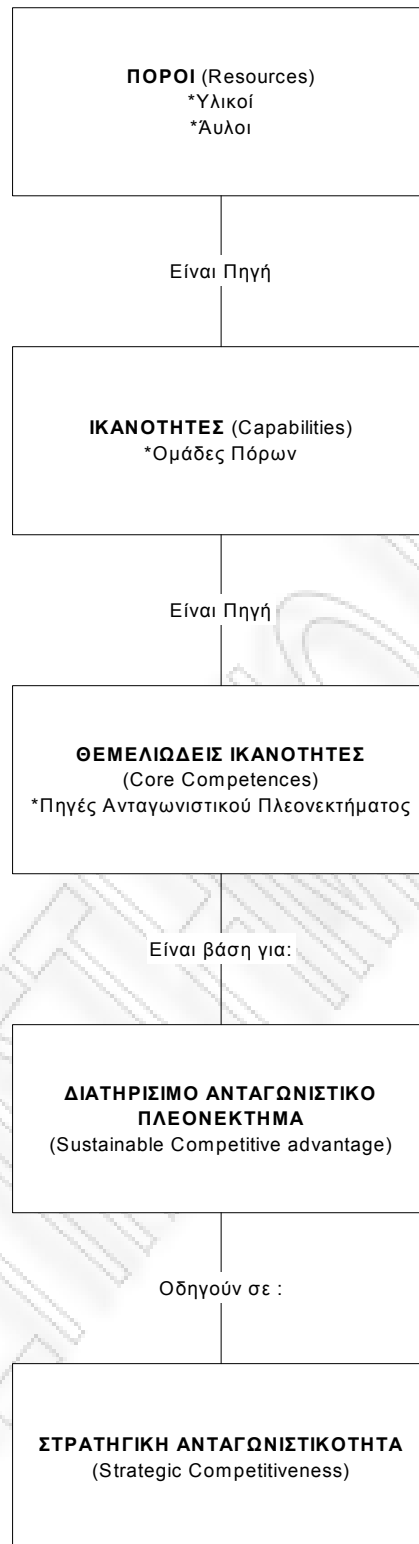 ΠΟΡΟΙ (Resources)
*Υλικοί
*Άυλοι
Είναι Πηγή
ΙΚΑΝΟΤΗΤΕΣ (Capabilities)
*Ομάδες Πόρων
Είναι Πηγή
ΘΕΜΕΛΙΩΔΕΙΣ ΙΚΑΝΟΤΗΤΕΣ
(Core Competences)
*Πηγές Ανταγωνιστικού Πλεονεκτήματος
Είναι βάση για:
ΔΙΑΤΗΡΙΣΙΜΟ ΑΝΤΑΓΩΝΙΣΤΙΚΟ
ΠΛΕΟΝΕΚΤΗΜΑ
(Sustainable Competitive advantage)
Οδηγούν σε :
ΣΤΡΑΤΗΓΙΚΗ ΑΝΤΑΓΩΝΙΣΤΙΚΟΤΗΤΑ
(Strategic Competitiveness)